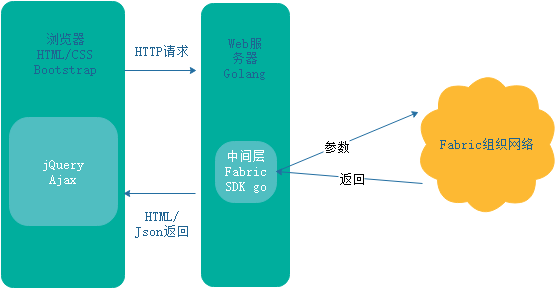 浏览器
HTML/CSS
Bootstrap
jQuery
Ajax
HTTP请求
HTML/
Json返回
Web服
务器
Golang
中间层
Fabric
SDK go
参数
返回
Fabric组织网络